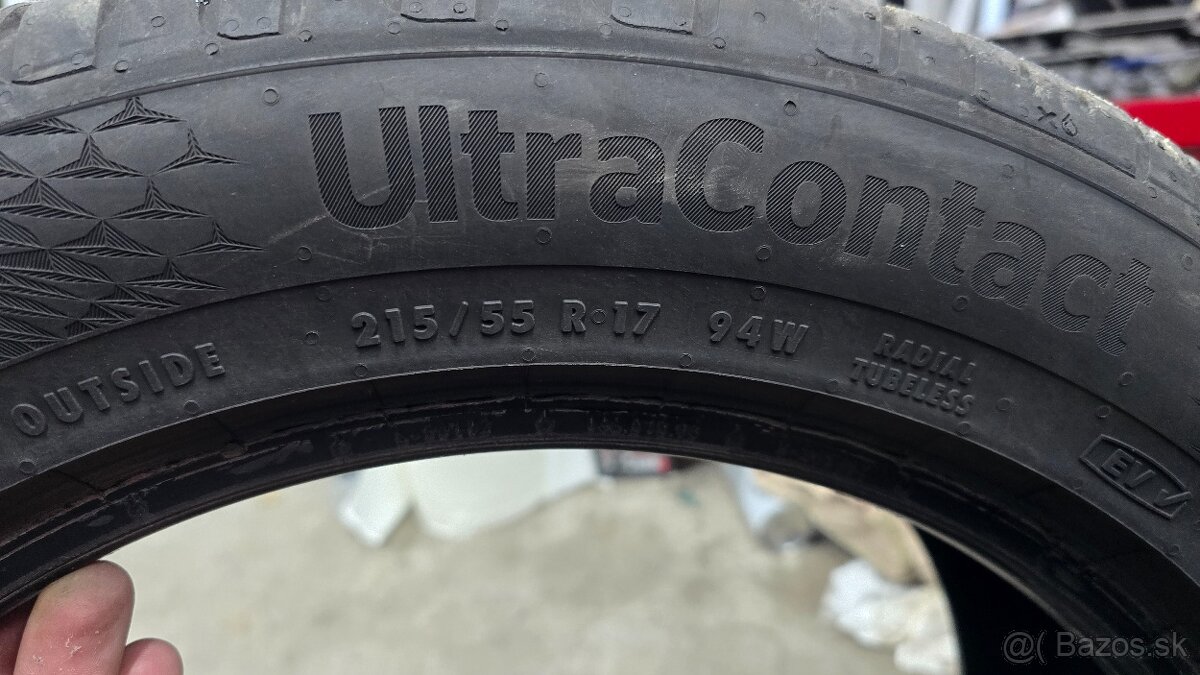 UltraContact
OUTSIDE 215/55 R 17 94W RADIAL
TUBELESS
EV✓
@( Bazos.sk